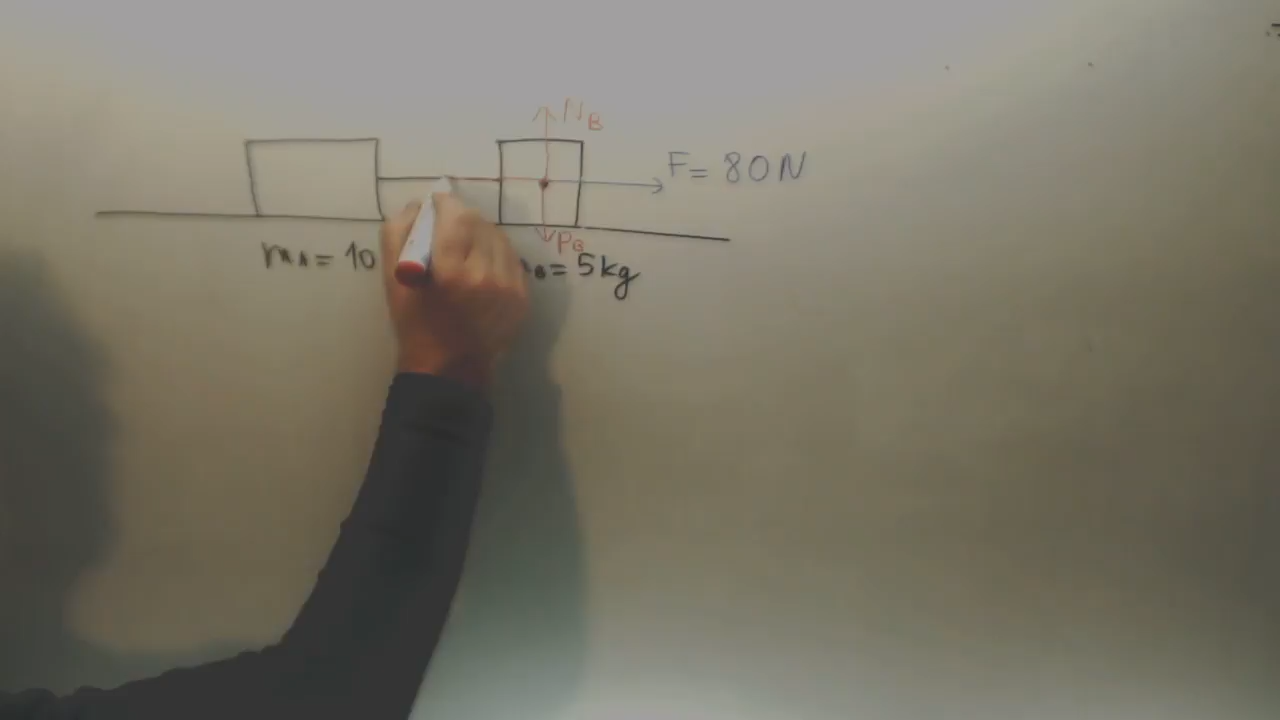 N_B
F = 80N
P_B
m_A = 10
= 5kg